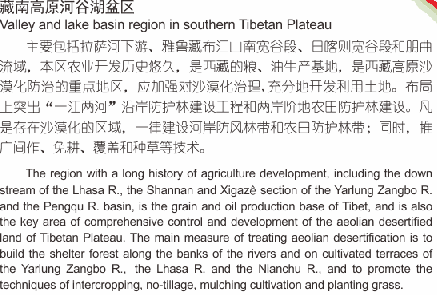 藏南高原河谷湖盆区
Valley and lake basin region in southern Tibetan Plateau
主要包括拉萨河下游、雅鲁藏布江山南宽谷段、日喀则宽谷段和朋曲
流域，本区农业开发历史悠久，是西藏的粮、油生产基地，是西藏高原沙
漠化防治的重点地区，应加强对沙漠化治理，充分地开发利用土地。布局
上突出“一江两河”沿岸防护林建设工程和两岸阶地农田防护林建设。凡
是存在沙漠化的区域，一律建设河岸防风林带和农田防护林带；同时，推
广间作、免耕、覆盖和种草等技术。
The region with a long history of agriculture development, including the down
stream of the Lhasa R., the Shannan and Xigazè section of the Yarlung Zangbo R.
and the Pengqu R. basin, is the grain and oil production base of Tibet, and is also
the key area of comprehensive control and development of the aeolian desertified
land of Tibetan Plateau. The main measure of treating aeolian desertification is to
build the shelter forest along the banks of the rivers and on cultivated terraces of
the Yarlung Zangbo R., the Lhasa R. and the Nianchu R., and to promote the
techniques of intercropping, no-tillage, mulching cultivation and planting grass.